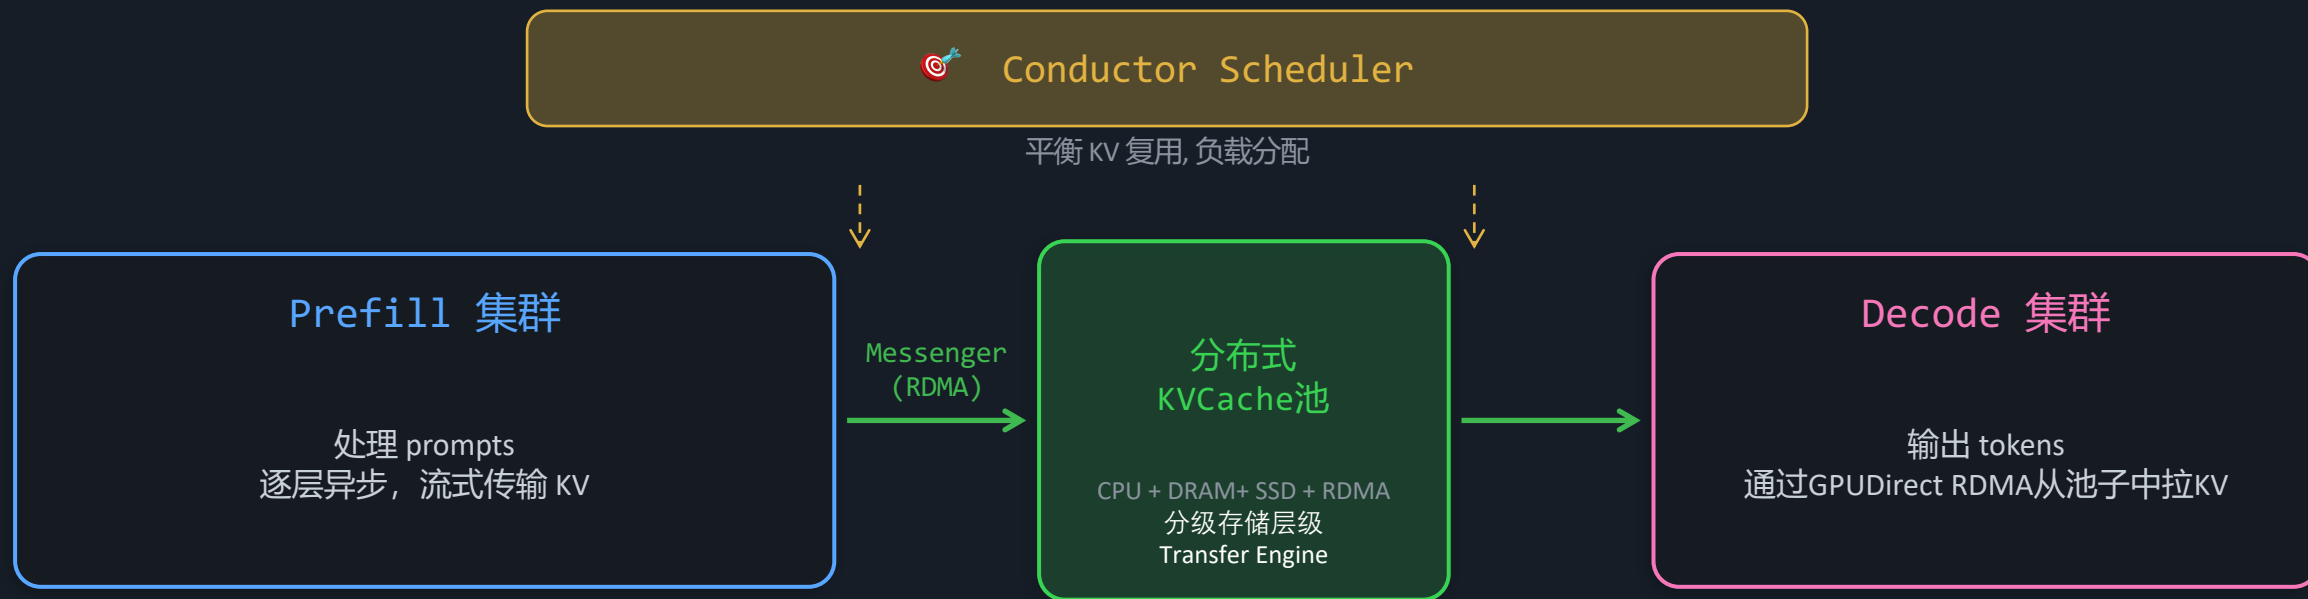 🎯 Conductor Scheduler
平衡 KV 复用, 负载分配
Prefill 集群
处理 prompts
逐层异步，流式传输 KV
Messenger
(RDMA)
分布式
KVCache池
CPU + DRAM+ SSD + RDMA
分级存储层级
Transfer Engine
Decode 集群
输出 tokens
通过GPUDirect RDMA从池子中拉KV